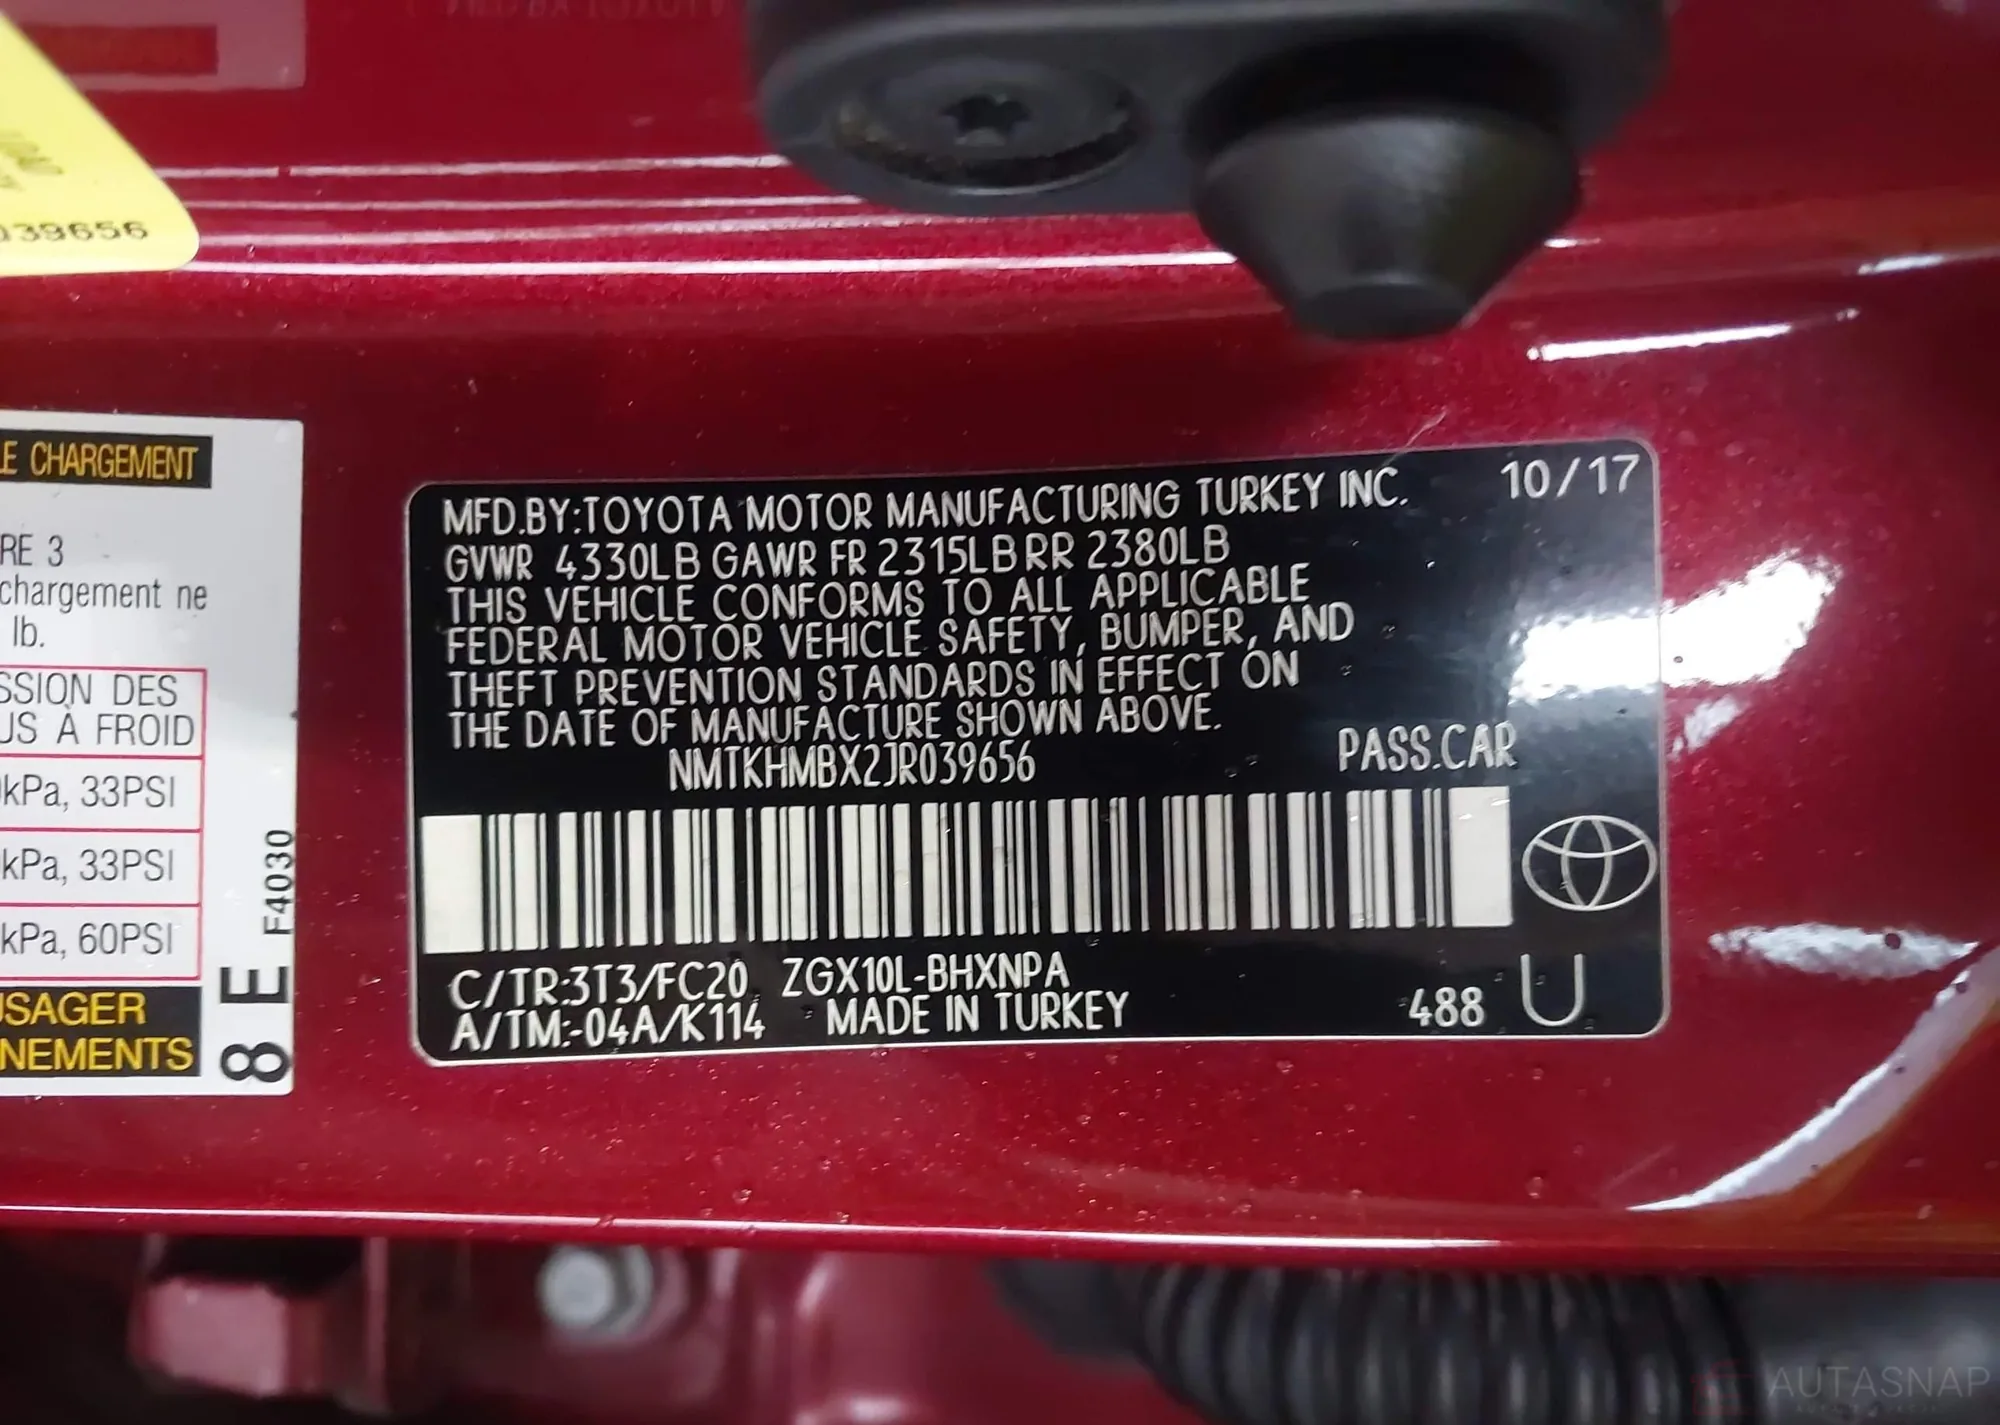 039656
LE CHARGEMENT
RE 3
chargement ne
lb.
SSION DES
US À FROID
kPa, 33PSI
kPa, 33PSI
kPa, 60PSI
USAGER
NEMENTS
F4030
8 E
MFD.BY:TOYOTA MOTOR MANUFACTURING TURKEY INC. 10/17
GVWR 4330LB GAWR FR 2315LB RR 2380LB
THIS VEHICLE CONFORMS TO ALL APPLICABLE
FEDERAL MOTOR VEHICLE SAFETY, BUMPER, AND
THEFT PREVENTION STANDARDS IN EFFECT ON
THE DATE OF MANUFACTURE SHOWN ABOVE.
NMTKHMBX2JR039656 PASS.CAR
C/TR:3T3/FC20 ZGX10L-BHXNPA
A/TM:-04A/K114 MADE IN TURKEY 488 U
AUTASNAP